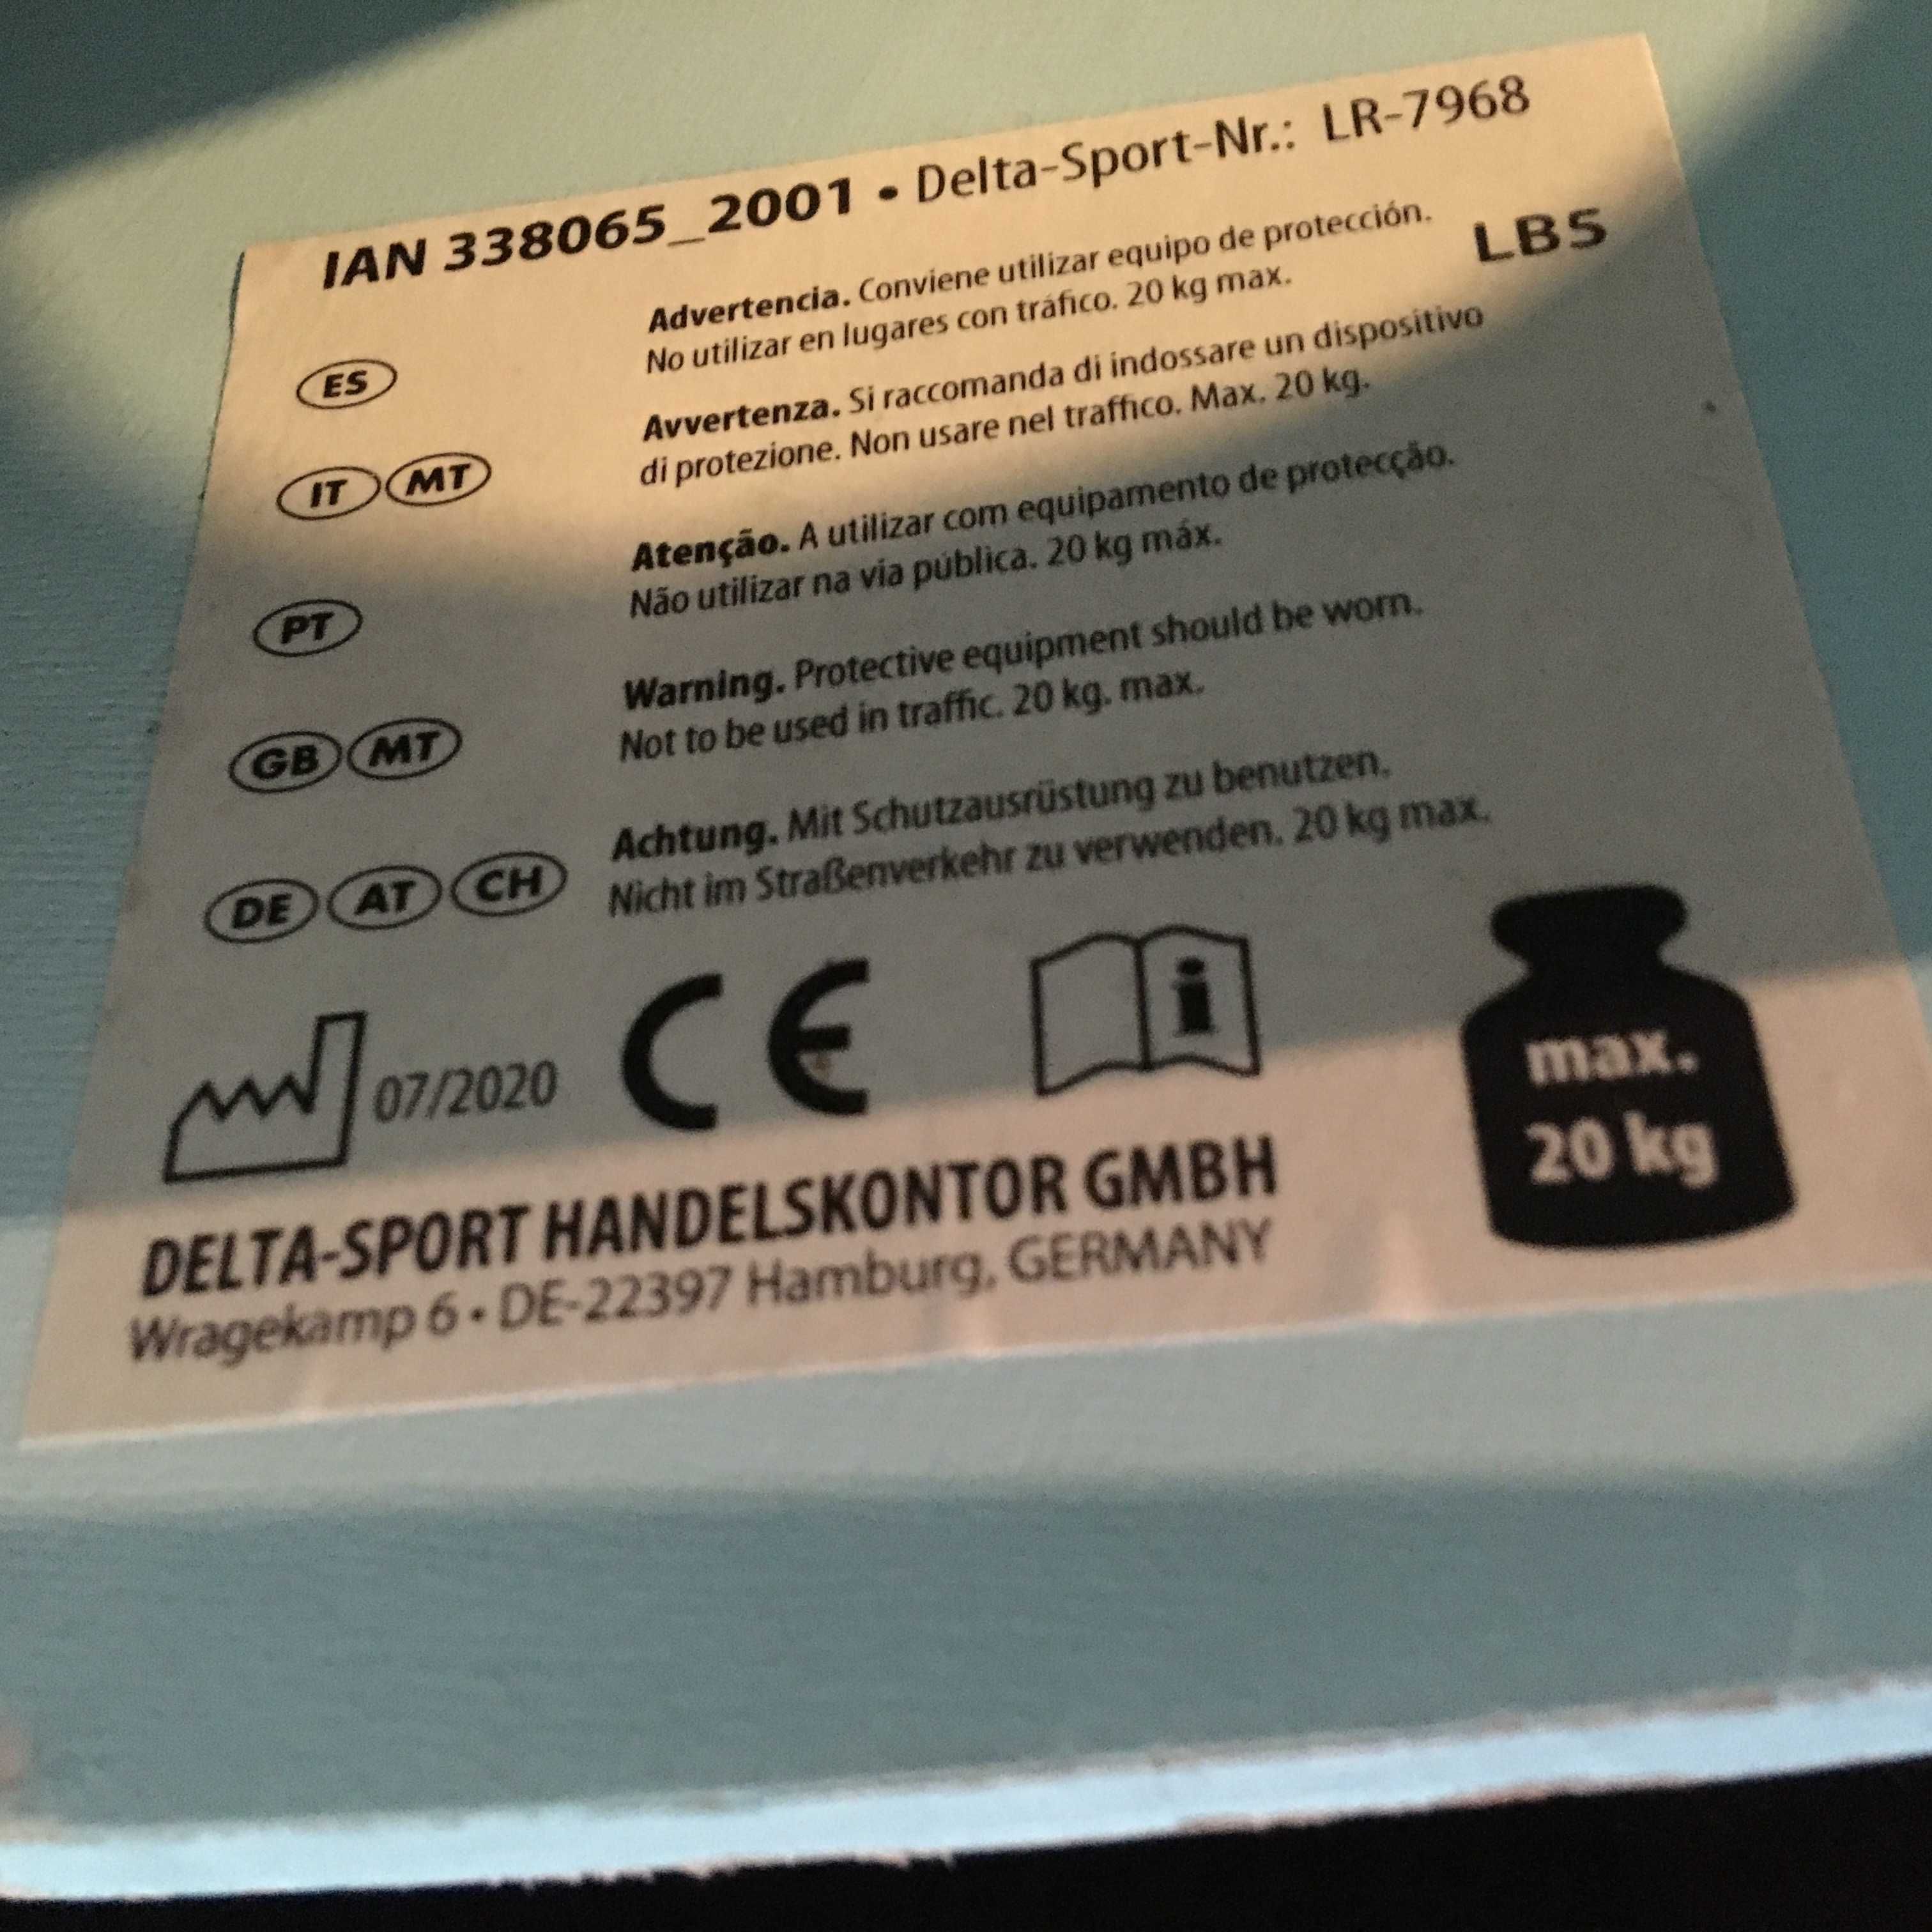 IAN 338065_2001 • Delta-Sport-Nr.: LR-7968
LBS
ES
Advertencia. Conviene utilizar equipo de protección.
No utilizar en lugares con tráfico. 20 kg max.
IT MT
Avvertenza. Si raccomanda di indossare un dispositivo
di protezione. Non usare nel traffico. Max. 20 kg.
PT
Atenção. A utilizar com equipamento de protecção.
Não utilizar na via pública. 20 kg máx.
GB MT
Warning. Protective equipment should be worn.
Not to be used in traffic. 20 kg. max.
DE AT CH
Achtung. Mit Schutzausrüstung zu benutzen.
Nicht im Straßenverkehr zu verwenden. 20 kg max.
07/2020 CE i
max.
20 kg
DELTA-SPORT HANDELSKONTOR GMBH
Wragekamp 6 • DE-22397 Hamburg, GERMANY